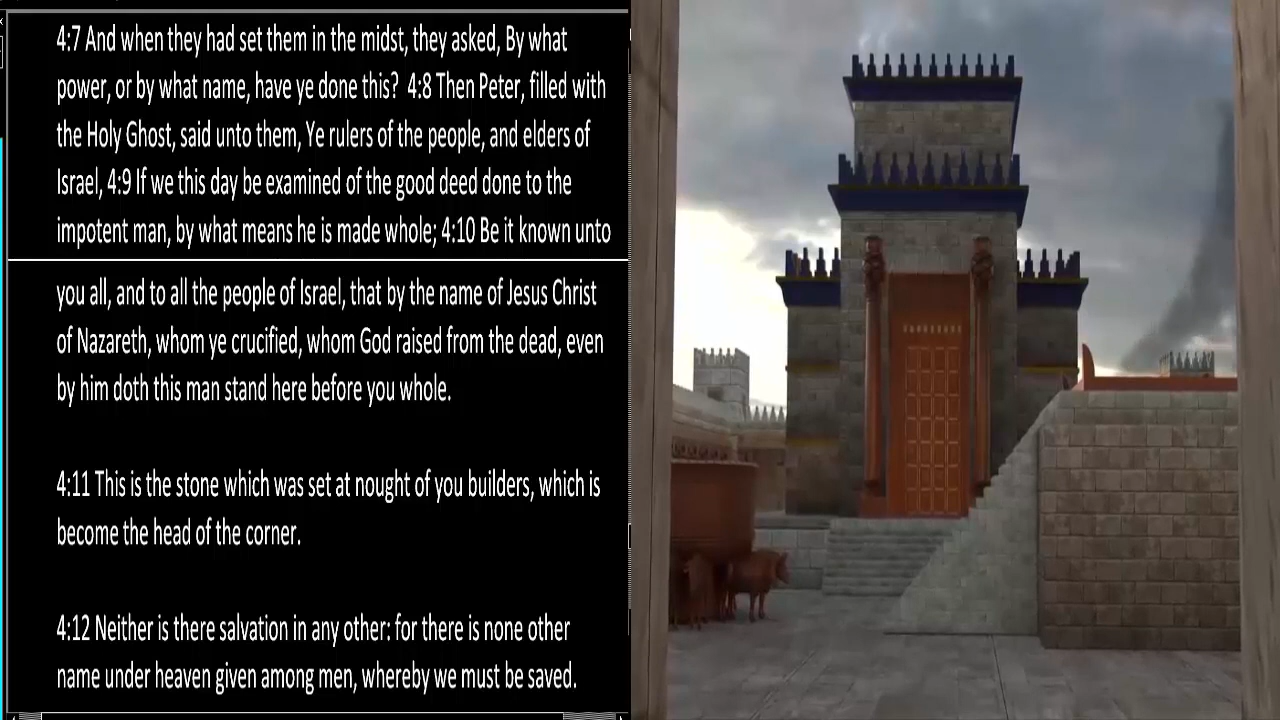 4:7 And when they had set them in the midst, they asked, By what
power, or by what name, have ye done this?  4:8 Then Peter, filled with
the Holy Ghost, said unto them, Ye rulers of the people, and elders of
Israel, 4:9 If we this day be examined of the good deed done to the
impotent man, by what means he is made whole; 4:10 Be it known unto
you all, and to all the people of Israel, that by the name of Jesus Christ
of Nazareth, whom ye crucified, whom God raised from the dead, even
by him doth this man stand here before you whole.
4:11 This is the stone which was set at nought of you builders, which is
become the head of the corner.
4:12 Neither is there salvation in any other: for there is none other
name under heaven given among men, whereby we must be saved.